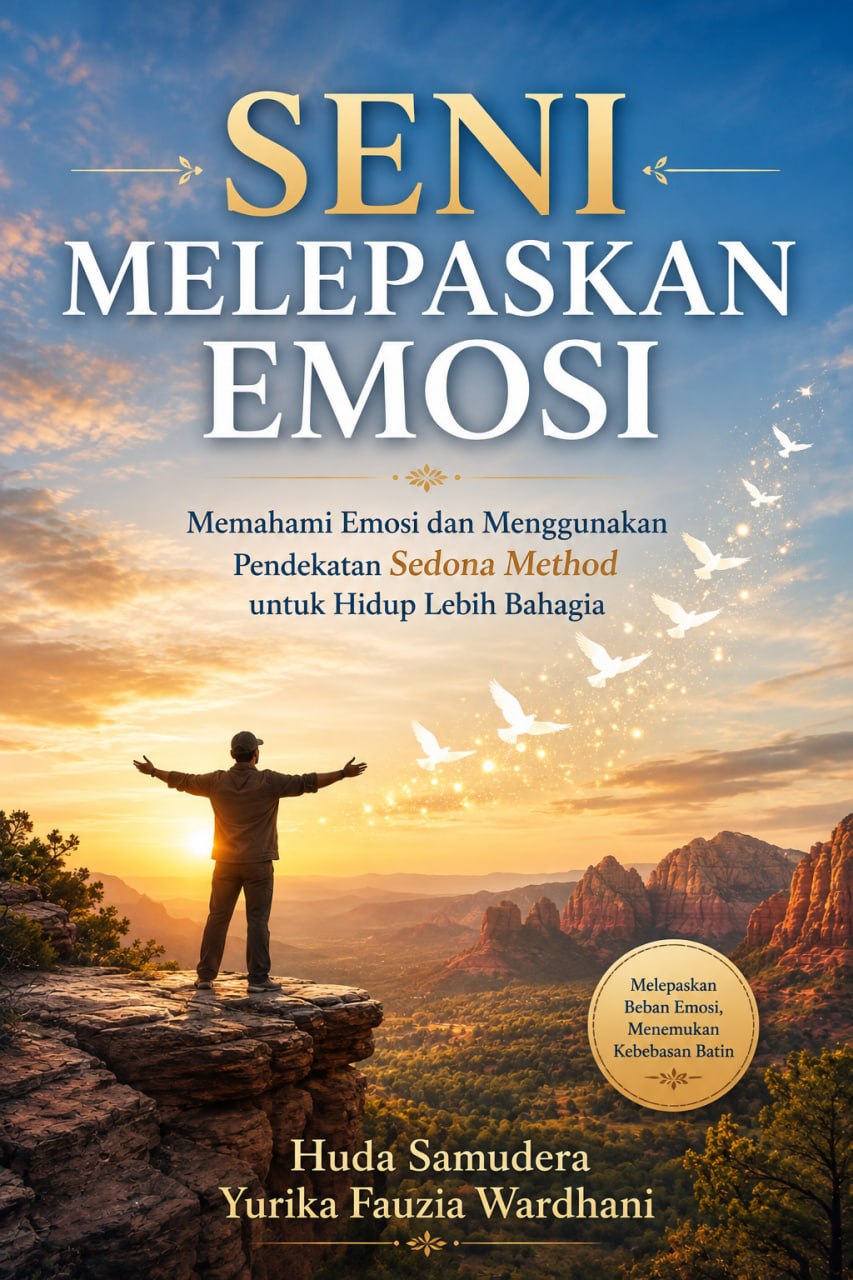 SENI
MELEPASKAN
EMOSI
Memahami Emosi dan Menggunakan
Pendekatan Sedona Method
untuk Hidup Lebih Bahagia
Melepaskan
Beban Emosi,
Menemukan
Kebebasan Batin
Huda Samudera
Yurika Fauzia Wardhani